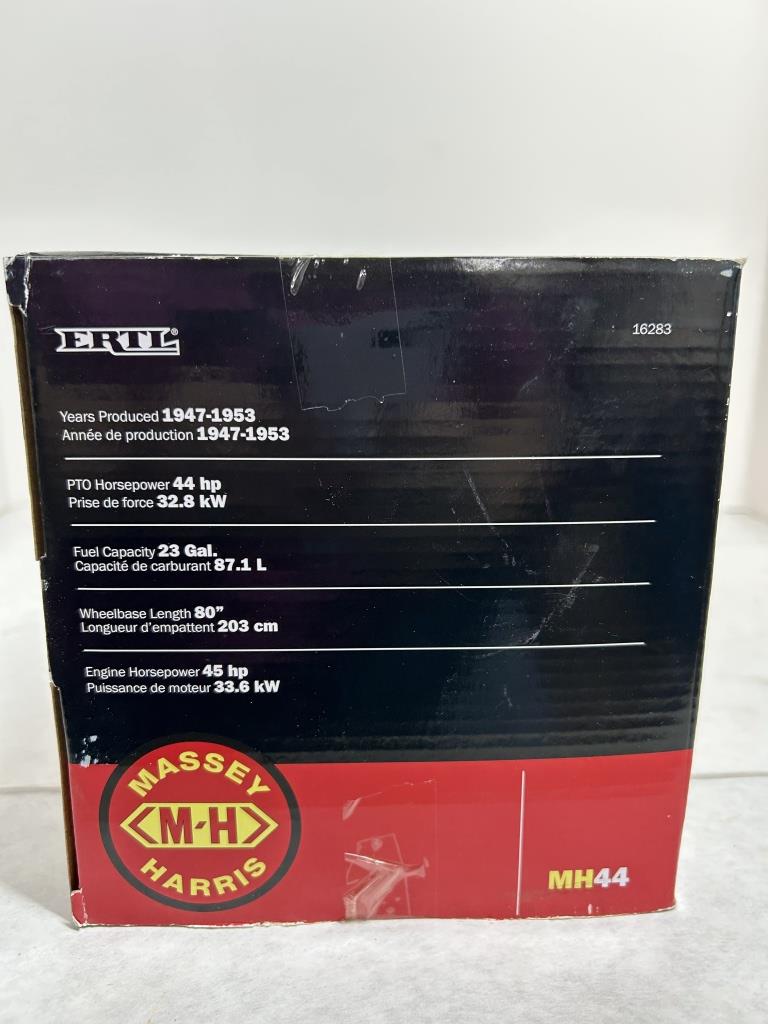 ERTL®
16283
Years Produced 1947-1953
Année de production 1947-1953
PTO Horsepower 44 hp
Prise de force 32.8 kW
Fuel Capacity 23 Gal.
Capacité de carburant 87.1 L
Wheelbase Length 80”
Longueur d'empattent 203 cm
Engine Horsepower 45 hp
Puissance de moteur 33.6 kW
MASSEY
M-H
HARRIS
MH44